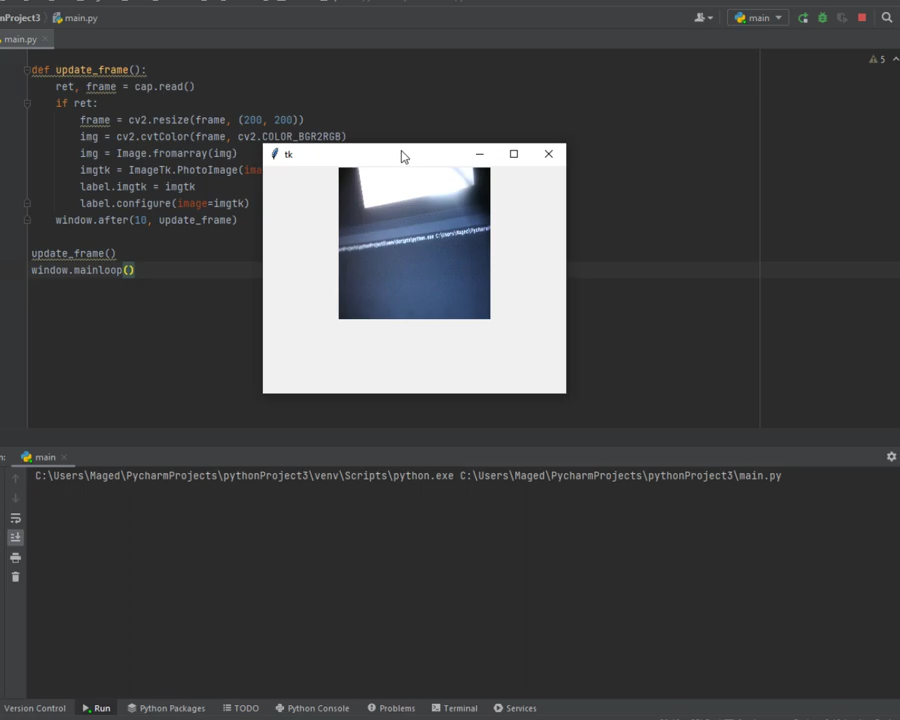 main.py
main
main.py
5
def update_frame():
ret, frame = cap.read()
if ret:
frame = cv2.resize(frame, (200, 200))
img = cv2.cvtColor(frame, cv2.COLOR_BGR2RGB)
img = Image.fromarray(img)
imgtk = ImageTk.PhotoImage(
label.imgtk = imgtk
label.configure(image=imgtk)
window.after(10, update_frame)
update_frame()
window.mainloop()
tk
main
C:\Users\Maged\PycharmProjects\pythonProject3\venv\Scripts\python.exe C:\Users\Maged\PycharmProjects\pythonProject3\main.py
Version Control Run Python Packages TODO Python Console Problems Terminal Services